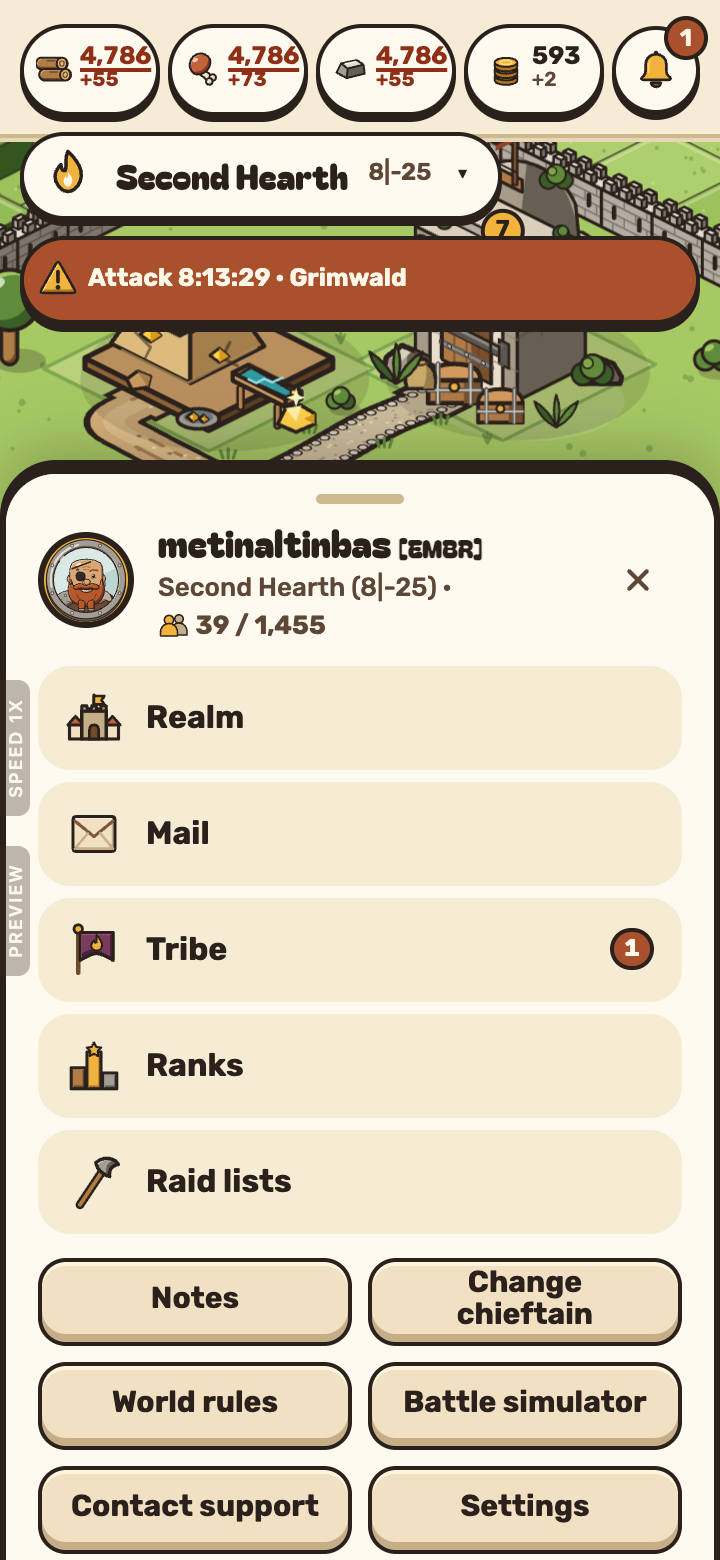 4,786
+55
4,786
+73
4,786
+55
593
+2
1
Second Hearth 8|-25 ▾
7
Attack 8:13:29 • Grimwald
metinaltinbas [EMBR]
Second Hearth (8|-25) •
39 / 1,455
SPEED 1X
PREVIEW
Realm
Mail
Tribe 1
Ranks
Raid lists
Notes
Change
chieftain
World rules
Battle simulator
Contact support
Settings